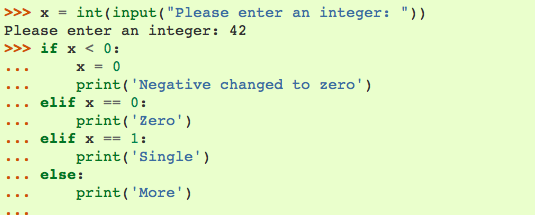 >>> x = int(input("Please enter an integer: "))
Please enter an integer: 42
>>> if x < 0:
...     x = 0
...     print('Negative changed to zero')
... elif x == 0:
...     print('Zero')
... elif x == 1:
...     print('Single')
... else:
...     print('More')
...